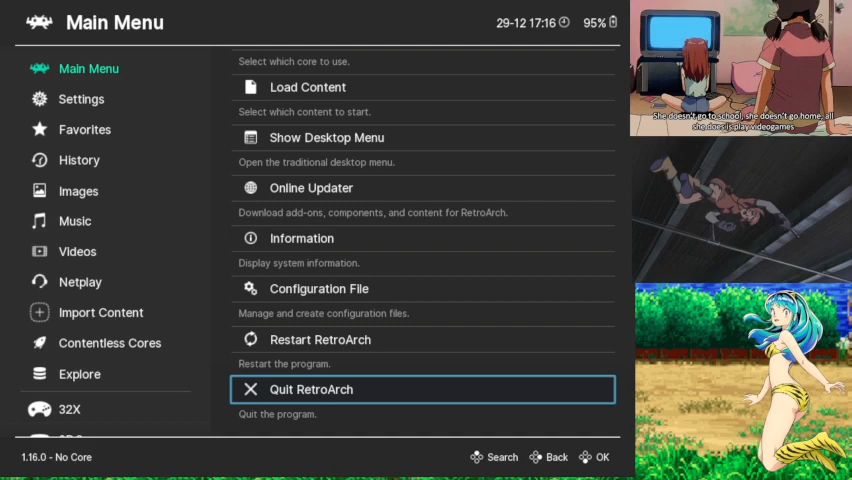 Main Menu
29-12 17:16
95%
Main Menu
Settings
Favorites
History
Images
Music
Videos
Netplay
Import Content
Contentless Cores
Explore
32X
Select which core to use.
Load Content
Select which content to start.
Show Desktop Menu
Open the traditional desktop menu.
Online Updater
Download add-ons, components, and content for RetroArch.
Information
Display system information.
Configuration File
Manage and create configuration files.
Restart RetroArch
Restart the program.
Quit RetroArch
Quit the program.
1.16.0 - No Core
Search
Back
OK
She doesn't go to school, she doesn't go home, all
she does is play videogames